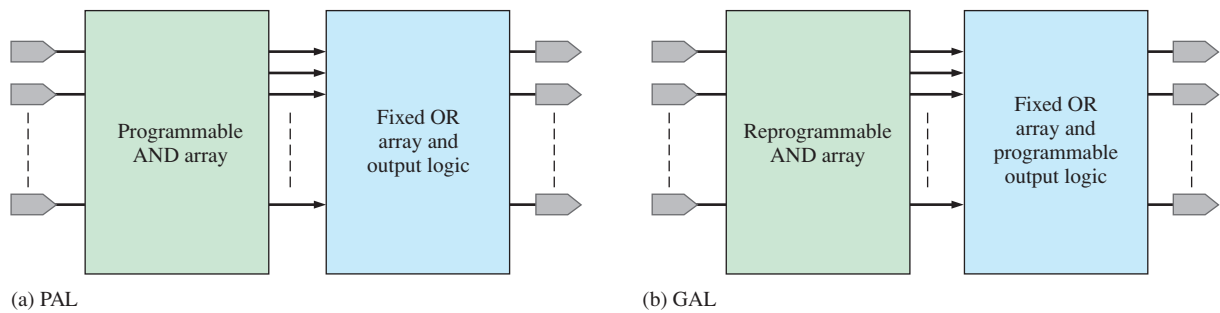 Programmable
AND array
Fixed OR
array and
output logic
(a) PAL
Reprogrammable
AND array
Fixed OR
array and
programmable
output logic
(b) GAL